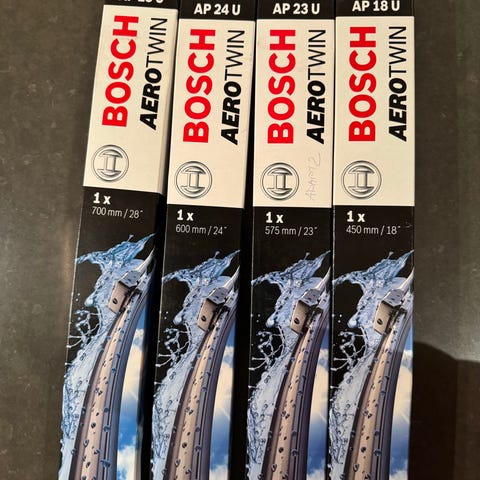 BOSCH
AEROTWIN
1 x
700 mm / 28"
AP 24 U
BOSCH
AEROTWIN
1 x
600 mm / 24"
AP 23 U
BOSCH
AEROTWIN
1 x
575 mm / 23"
AP 18 U
BOSCH
AEROTWIN
1 x
450 mm / 18"